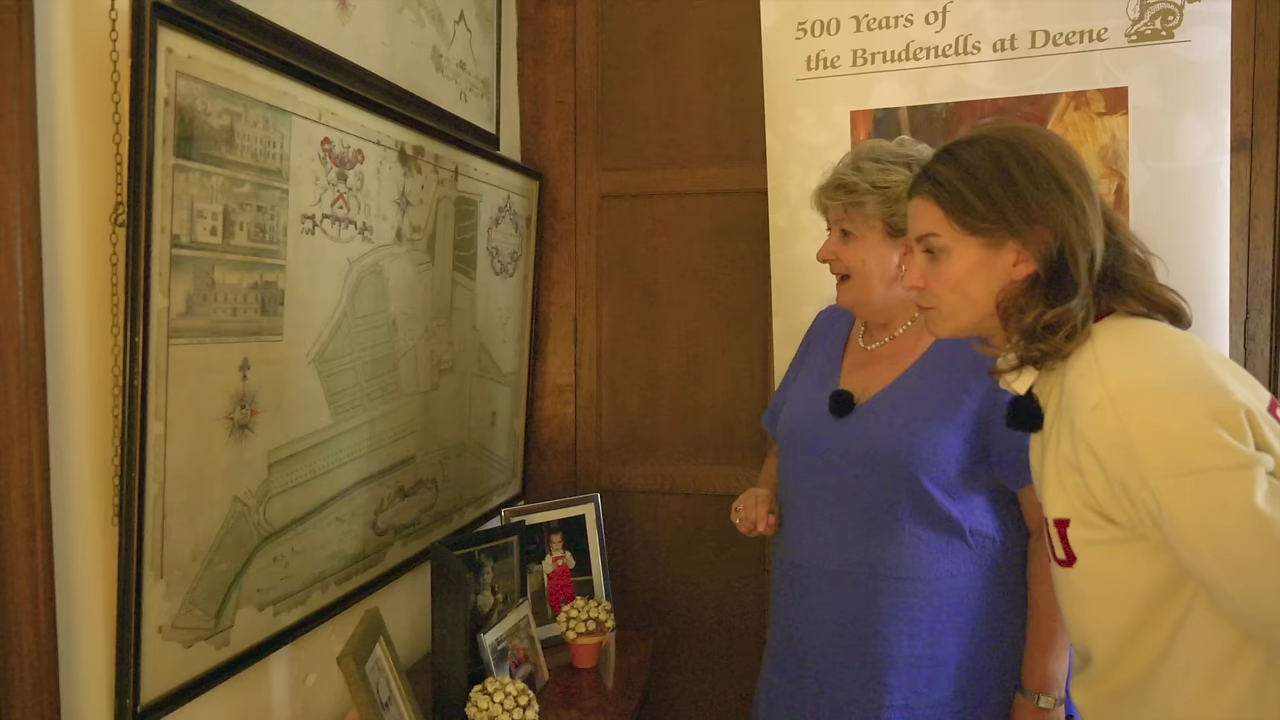 500 Years of
the Brudenells at Deene
U